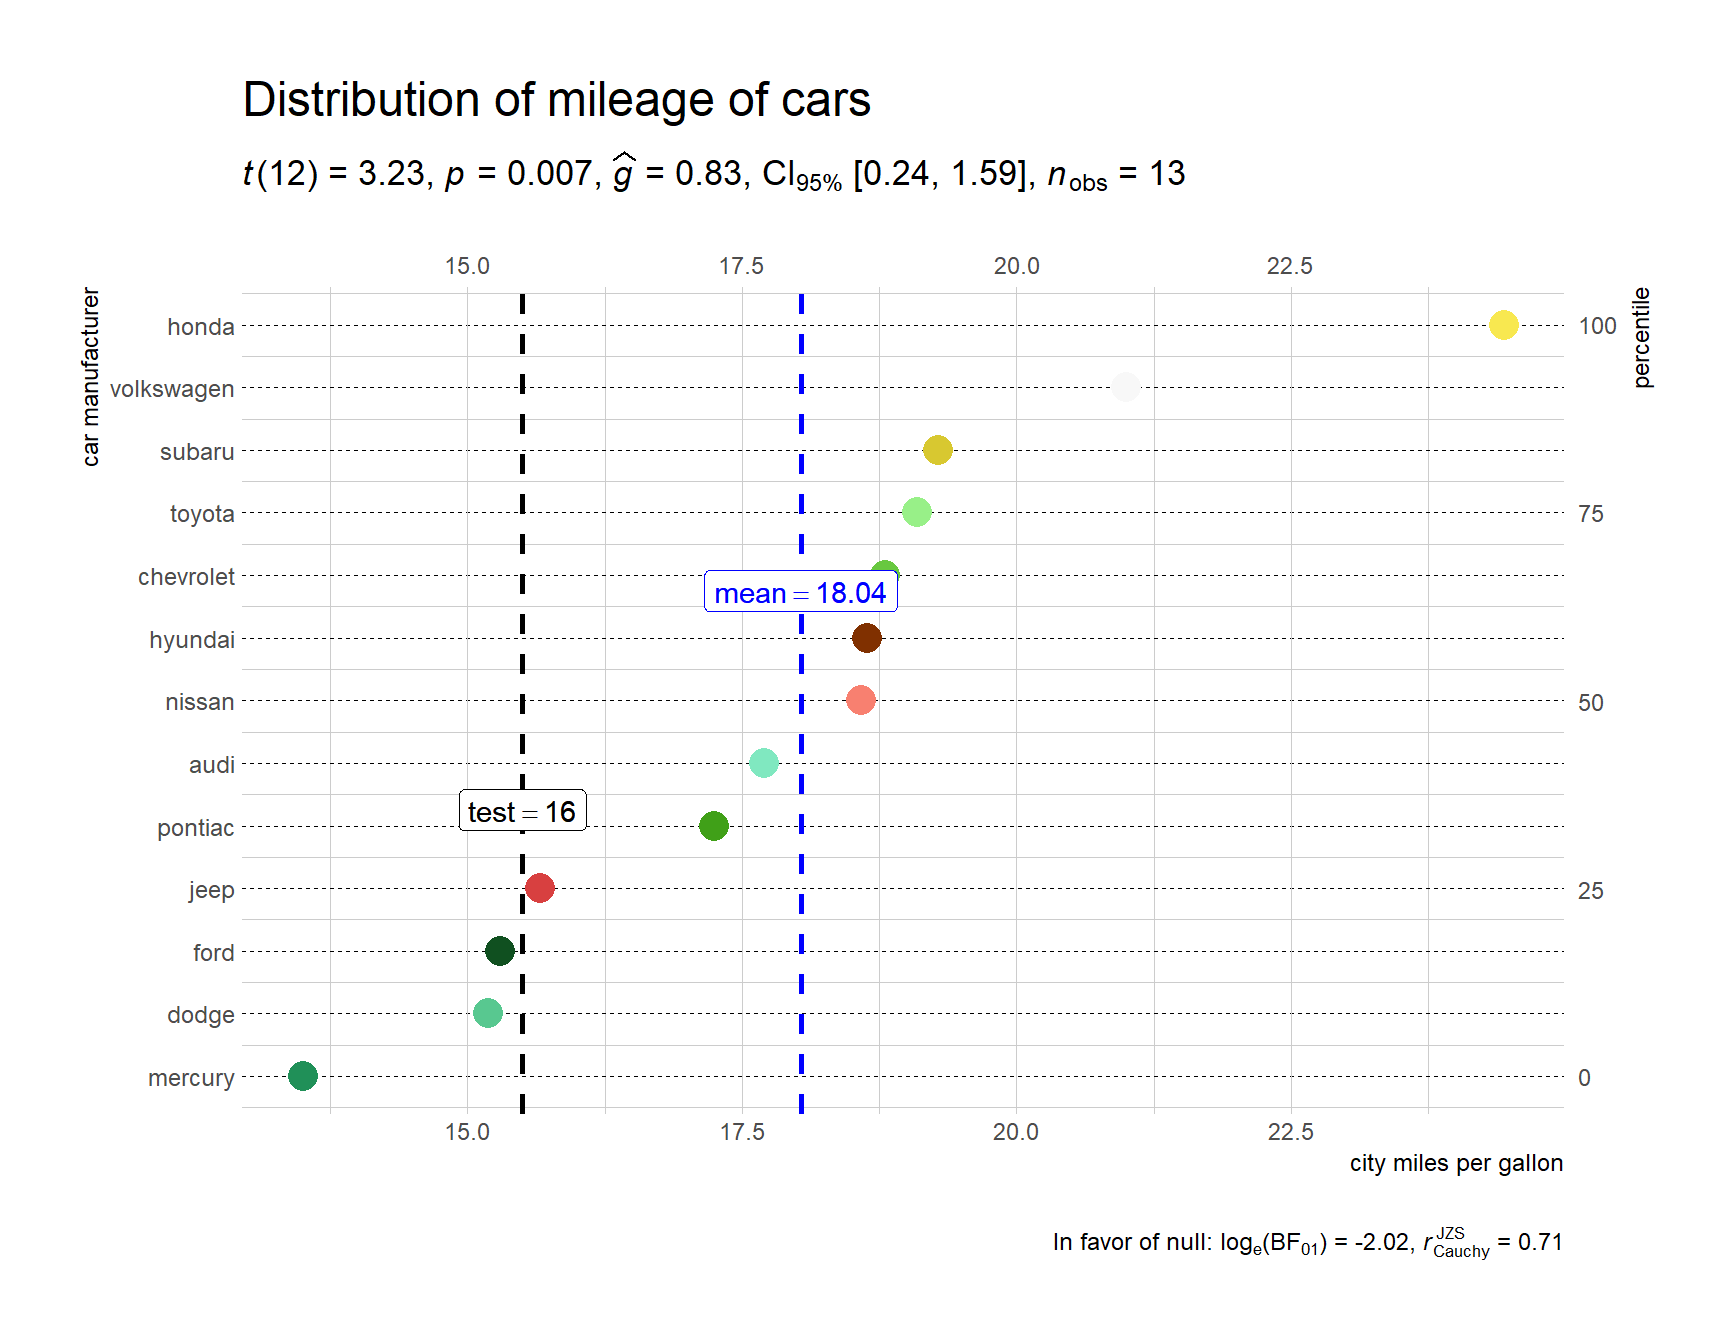 Distribution of mileage of cars
t(12) = 3.23, p = 0.007, ĝ = 0.83, CI95% [0.24, 1.59], nobs = 13
15.0 17.5 20.0 22.5
car manufacturer
percentile
honda 100
volkswagen
subaru
toyota 75
chevrolet
mean = 18.04
hyundai
nissan 50
audi
test = 16
pontiac
jeep 25
ford
dodge
mercury 0
15.0 17.5 20.0 22.5
city miles per gallon
In favor of null: loge(BF01) = -2.02, rJZSCauchy = 0.71